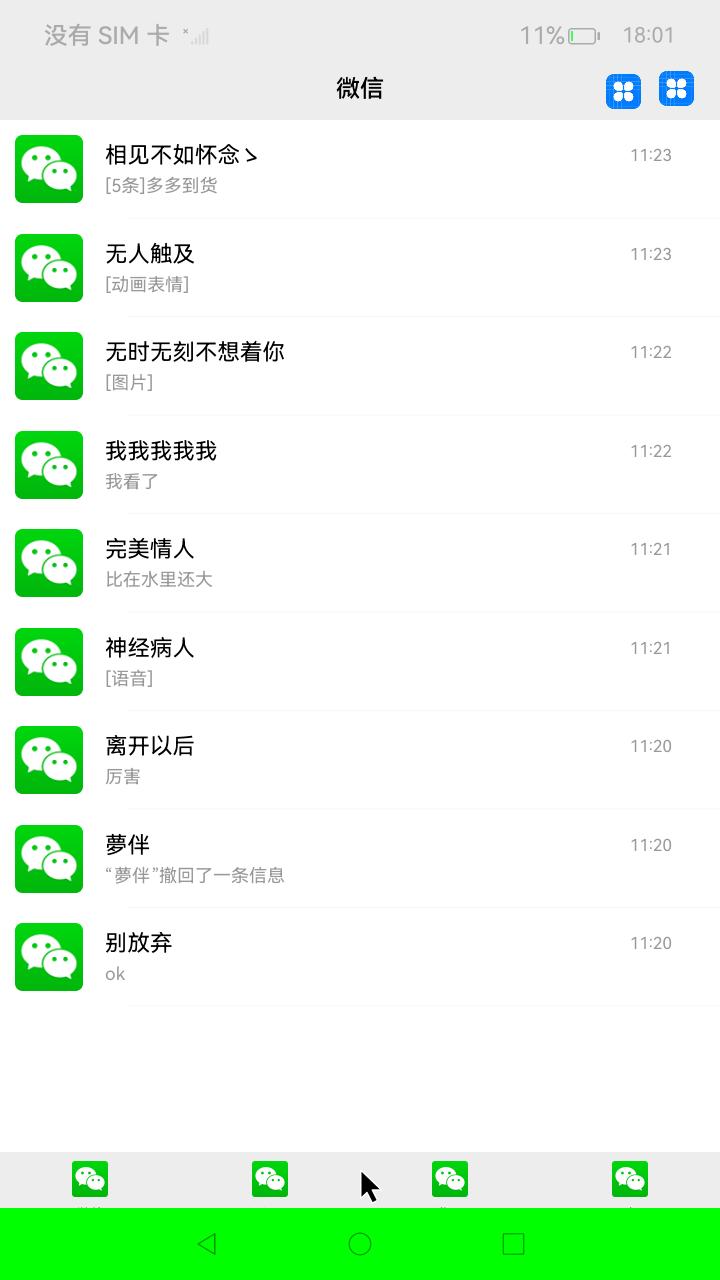 没有 SIM 卡 11% 18:01
微信
相见不如怀念 11:23
[5条]多多到货
无人触及 11:23
[动画表情]
无时无刻不想着你 11:22
[图片]
我我我我我 11:22
我看了
完美情人 11:21
比在水里还大
神经病人 11:21
[语音]
离开以后 11:20
厉害
夢伴 11:20
“夢伴”撤回了一条信息
别放弃 11:20
ok